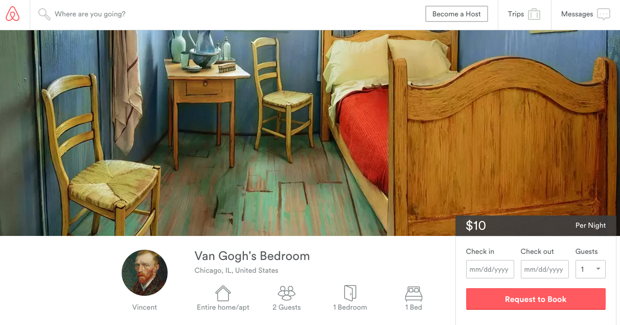 Where are you going?
Become a Host
Trips
Messages
$10
Per Night
Van Gogh's Bedroom
Chicago, IL, United States
Vincent
Entire home/apt
2 Guests
1 Bedroom
1 Bed
Check in
Check out
Guests
mm/dd/yyyy
mm/dd/yyyy
1
Request to Book